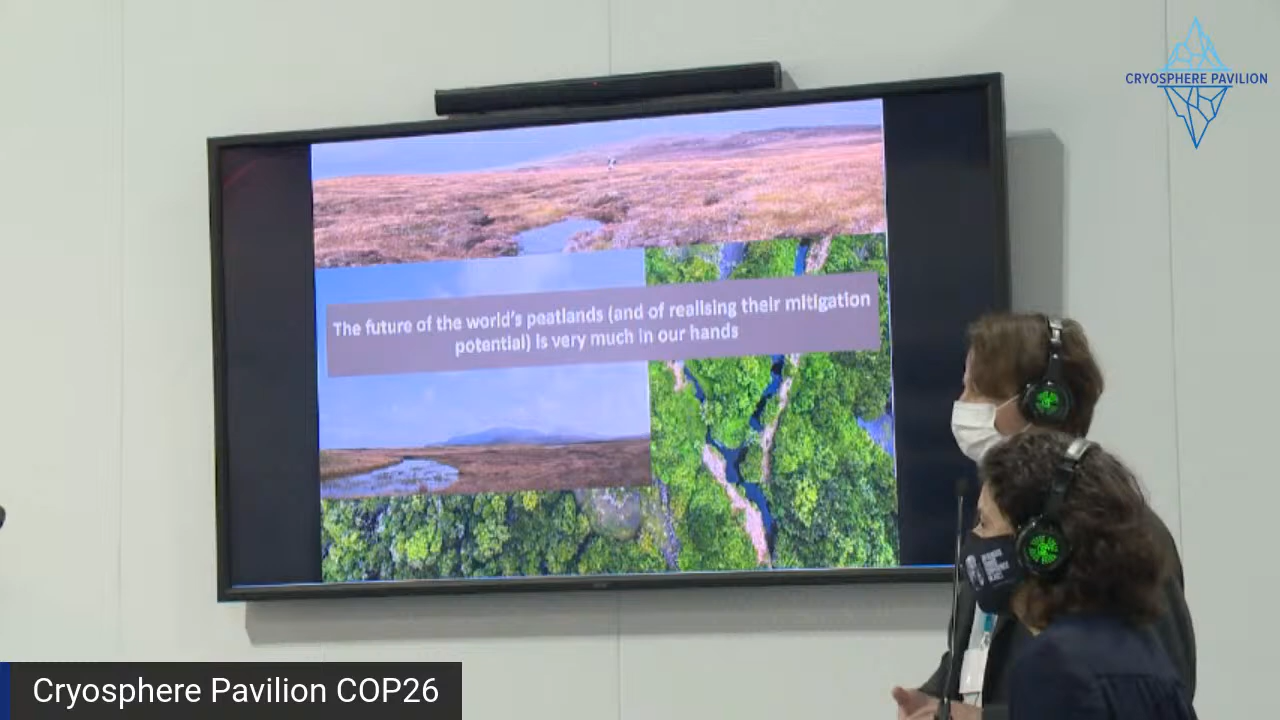 CRYOSPHERE PAVILION
The future of the world's peatlands (and of realising their mitigation
potential) is very much in our hands
Cryosphere Pavilion COP26